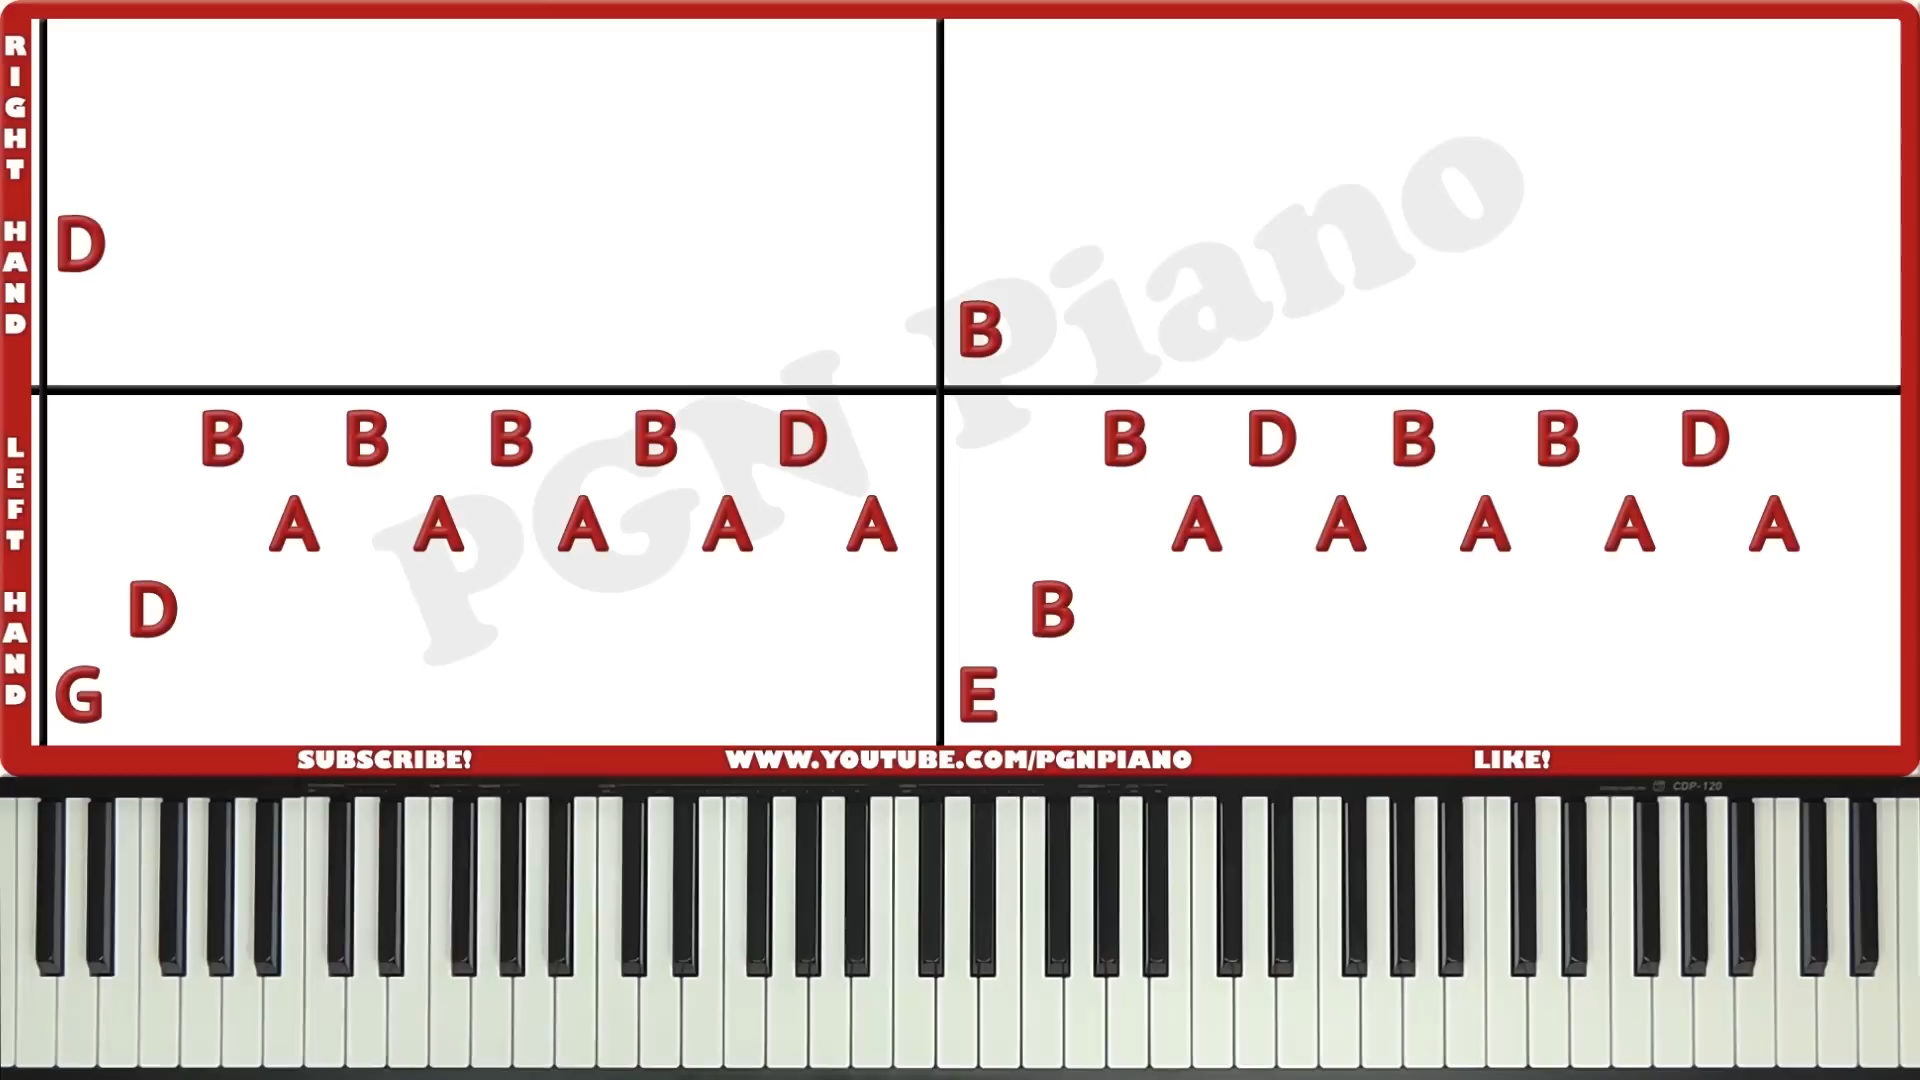 RIGHT HAND
D
B
LEFT HAND
B B B B D B D B B D
A A A A A A A A A A
D B
G E
PGN Piano
SUBSCRIBE! WWW.YOUTUBE.COM/PGNPIANO LIKE!
CDP-120